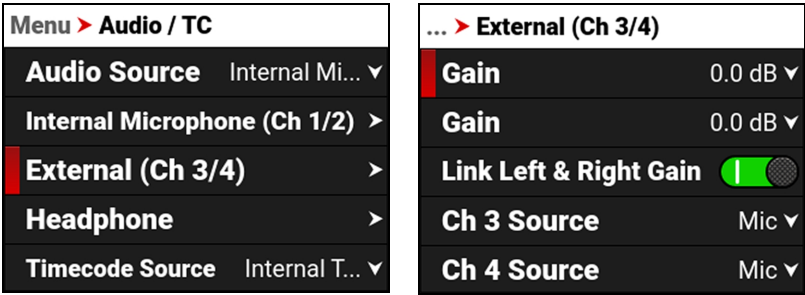 Menu ➤ Audio / TC
Audio Source Internal Mi...
Internal Microphone (Ch 1/2)
External (Ch 3/4)
Headphone
Timecode Source Internal T...
... ➤ External (Ch 3/4)
Gain 0.0 dB
Gain 0.0 dB
Link Left & Right Gain
Ch 3 Source Mic
Ch 4 Source Mic